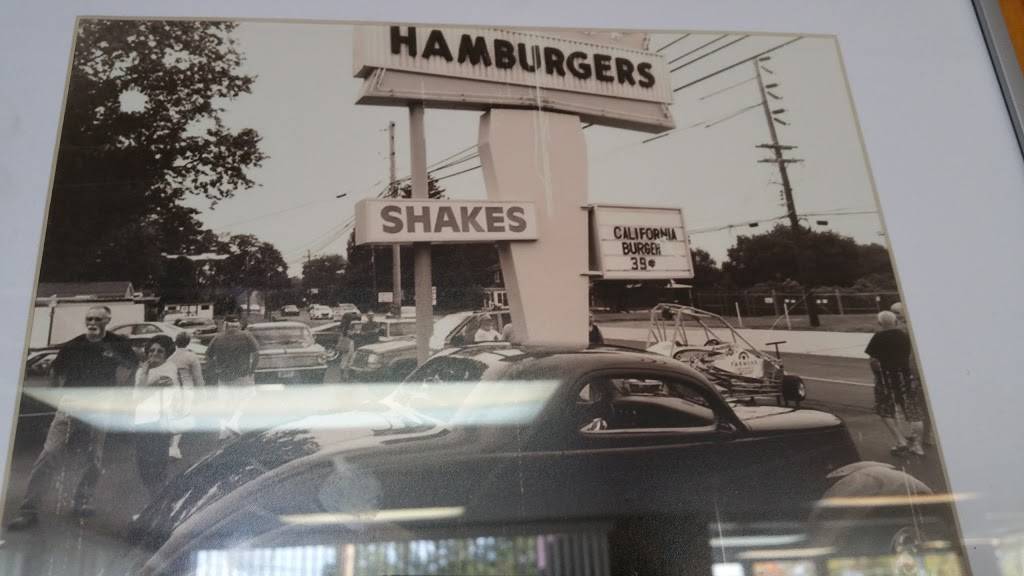 HAMBURGERS
SHAKES
CALIFORNIA
BURGER
39¢